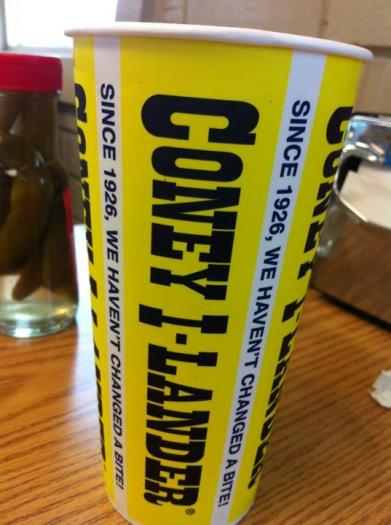 SINCE 1926, WE HAVEN'T CHANGED A BITE!
CONEY I-LANDER®
SINCE 1926, WE HAVEN'T CHANGED A BITE!